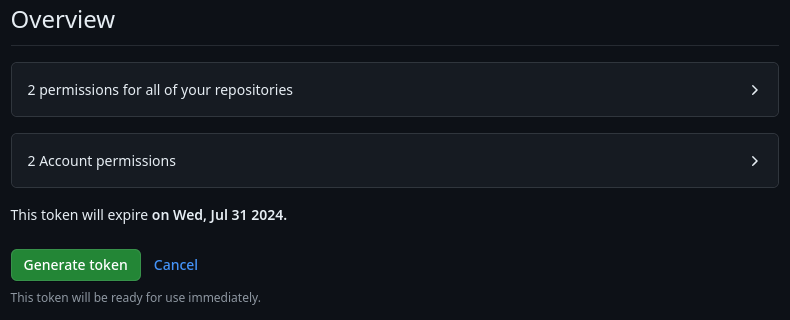 Overview
2 permissions for all of your repositories
2 Account permissions
This token will expire on Wed, Jul 31 2024.
Generate token Cancel
This token will be ready for use immediately.